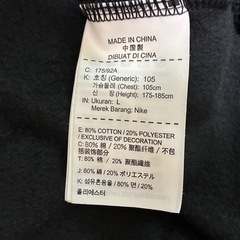 MADE IN CHINA
中国製
DIBUAT DI CINA
C: 175/92A
K: 호칭 (Generic): 105
가슴둘레 (Chest): 105cm
신장 (Height): 175-185cm
IN: Ukuran: L
Merek Barang: Nike
E: 80% COTTON / 20% POLYESTER
/ EXCLUSIVE OF DECORATION
C: 80% 棉 / 20% 聚酯纤维 / 不包
括装饰部分
T: 80% 棉 / 20% 聚酯纖維
J: 80% 綿 / 20% ポリエステル
K: 섬유혼용율 / 80% 면 / 20%
폴리에스터